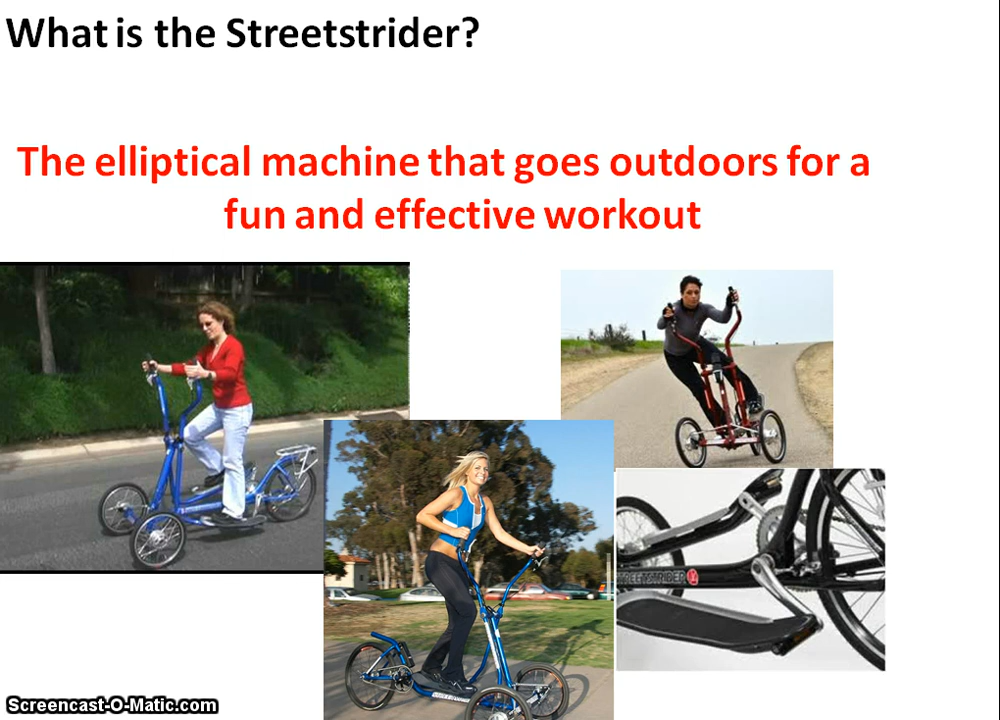 What is the Streetstrider?
The elliptical machine that goes outdoors for a
fun and effective workout
STREETSTRIDER
Screencast-O-Matic.com